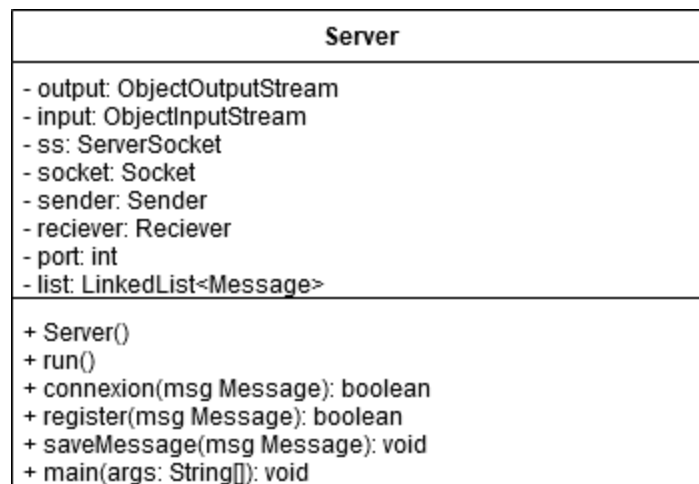 Server
- output: ObjectOutputStream
- input: ObjectInputStream
- ss: ServerSocket
- socket: Socket
- sender: Sender
- reciever: Reciever
- port: int
- list: LinkedList<Message>
+ Server()
+ run()
+ connexion(msg Message): boolean
+ register(msg Message): boolean
+ saveMessage(msg Message): void
+ main(args: String[]): void